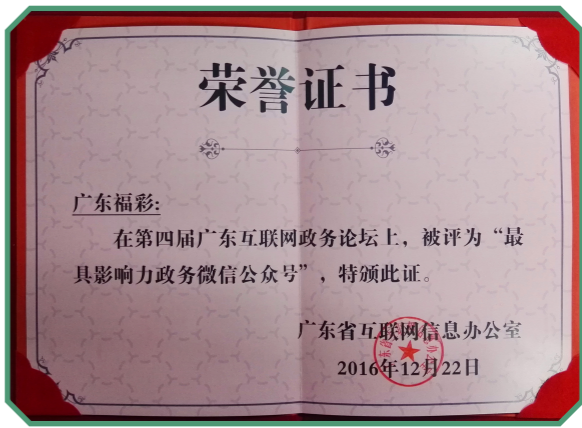 荣誉证书
广东福彩:
在第四届广东互联网政务论坛上，被评为“最
具影响力政务微信公众号”，特颁此证。
广东省互联网信息办公室
2016年12月22日